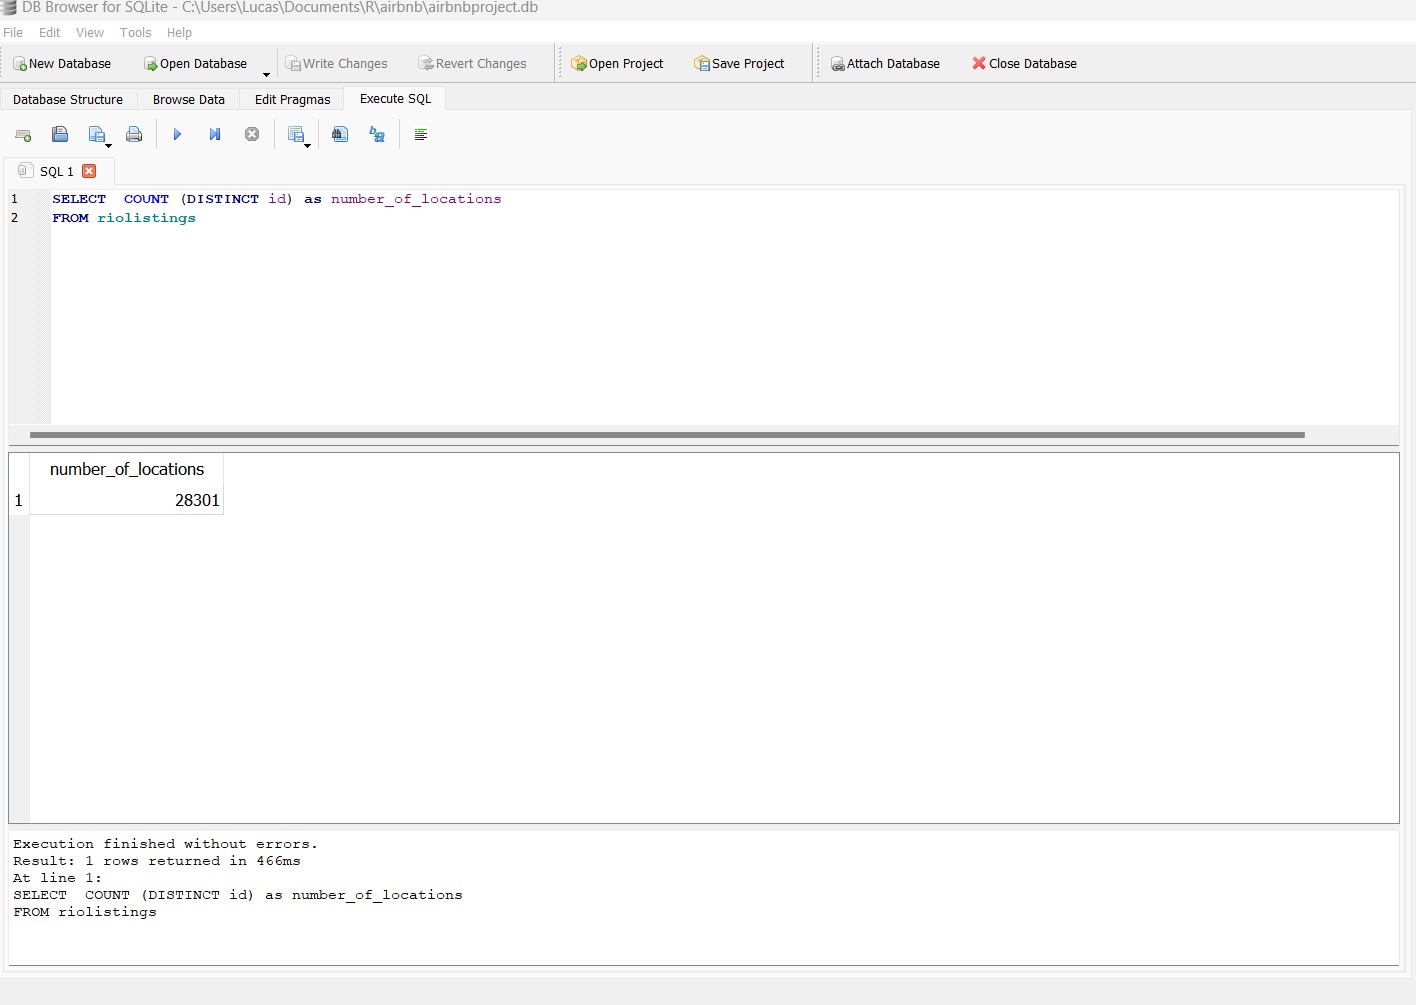 DB Browser for SQLite - C:\Users\Lucas\Documents\R\airbnb\airbnbproject.db
File Edit View Tools Help
New Database Open Database Write Changes Revert Changes Open Project Save Project Attach Database Close Database
Database Structure Browse Data Edit Pragmas Execute SQL
SQL 1
1 SELECT  COUNT (DISTINCT id) as number_of_locations
2 FROM riolistings
number_of_locations
1 28301
Execution finished without errors.
Result: 1 rows returned in 466ms
At line 1:
SELECT  COUNT (DISTINCT id) as number_of_locations
FROM riolistings